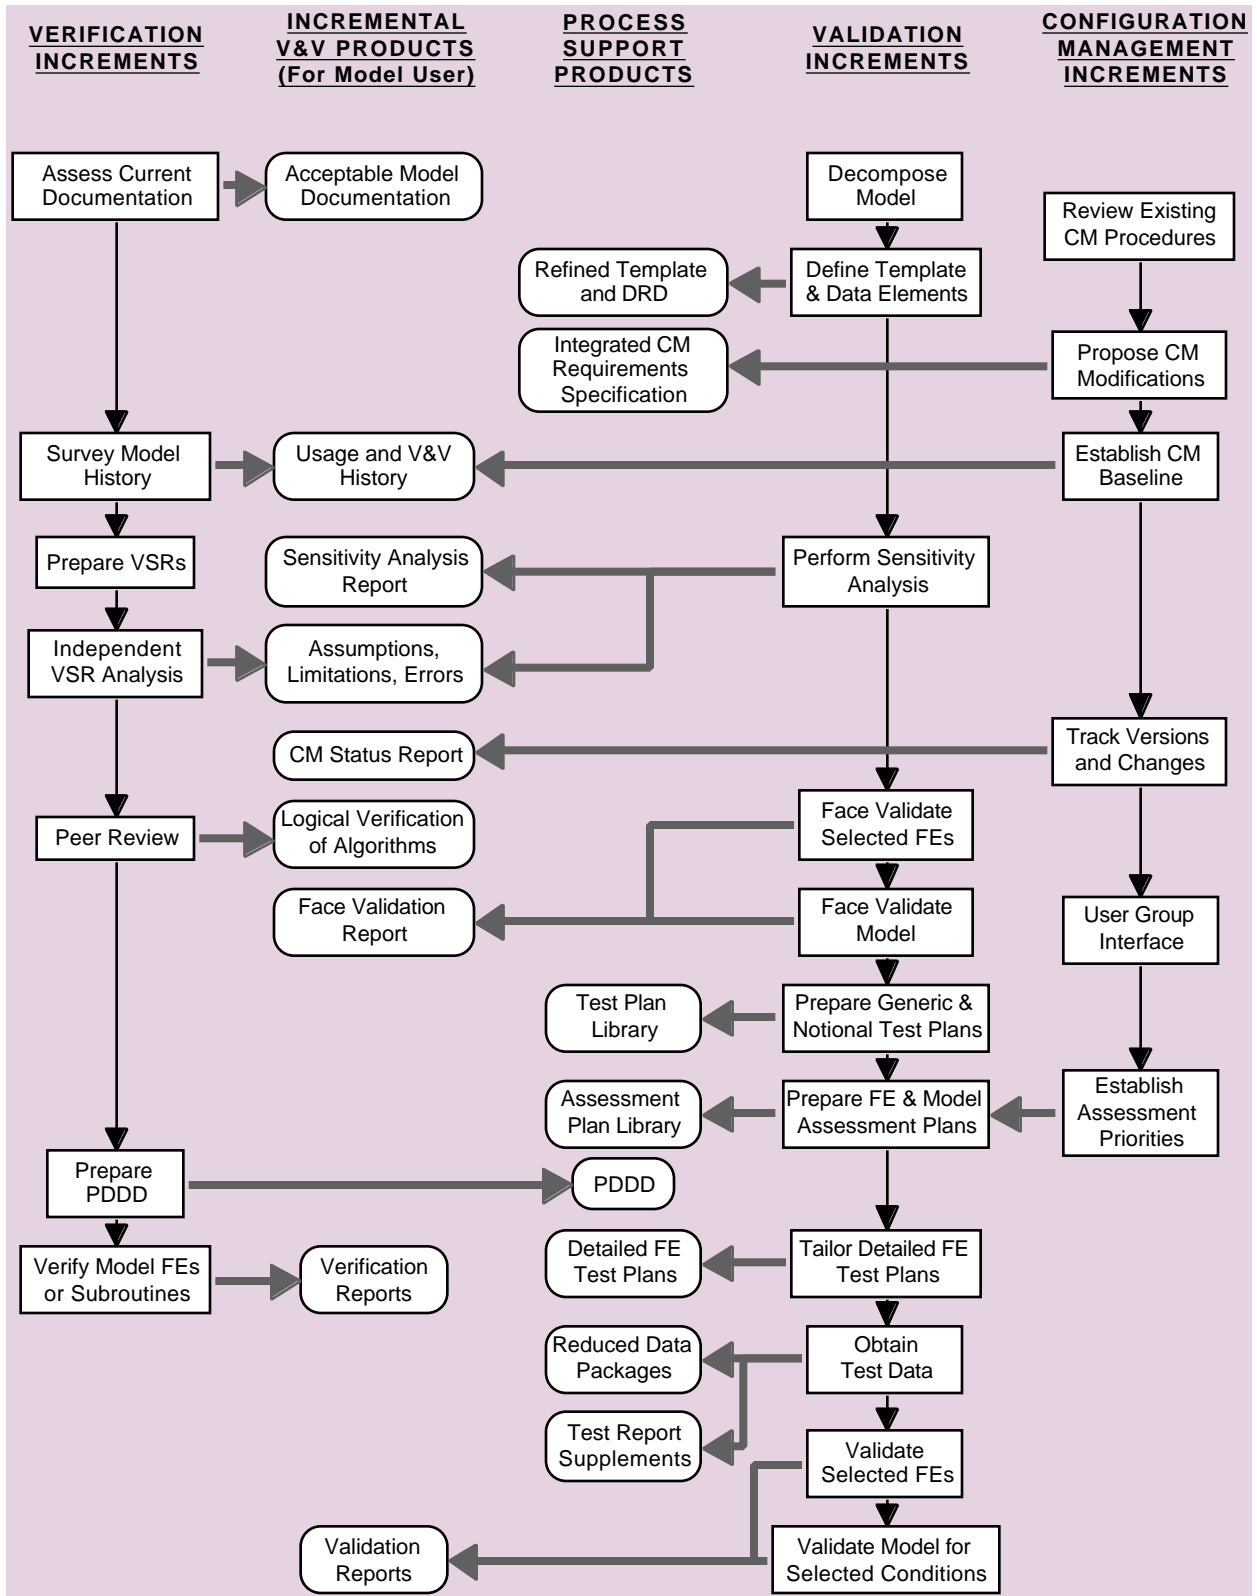 VERIFICATION
INCREMENTS
INCREMENTAL
V&V PRODUCTS
(For Model User)
PROCESS
SUPPORT
PRODUCTS
VALIDATION
INCREMENTS
CONFIGURATION
MANAGEMENT
INCREMENTS
Assess Current
Documentation
Acceptable Model
Documentation
Decompose
Model
Review Existing
CM Procedures
Refined Template
and DRD
Define Template
& Data Elements
Integrated CM
Requirements
Specification
Propose CM
Modifications
Survey Model
History
Usage and V&V
History
Establish CM
Baseline
Prepare VSRs
Sensitivity Analysis
Report
Perform Sensitivity
Analysis
Independent
VSR Analysis
Assumptions,
Limitations, Errors
CM Status Report
Track Versions
and Changes
Peer Review
Logical Verification
of Algorithms
Face Validate
Selected FEs
Face Validation
Report
Face Validate
Model
User Group
Interface
Test Plan
Library
Prepare Generic &
Notional Test Plans
Assessment
Plan Library
Prepare FE & Model
Assessment Plans
Establish
Assessment
Priorities
Prepare
PDDD
PDDD
Verify Model FEs
or Subroutines
Verification
Reports
Detailed FE
Test Plans
Tailor Detailed FE
Test Plans
Reduced Data
Packages
Obtain
Test Data
Test Report
Supplements
Validate
Selected FEs
Validation
Reports
Validate Model for
Selected Conditions